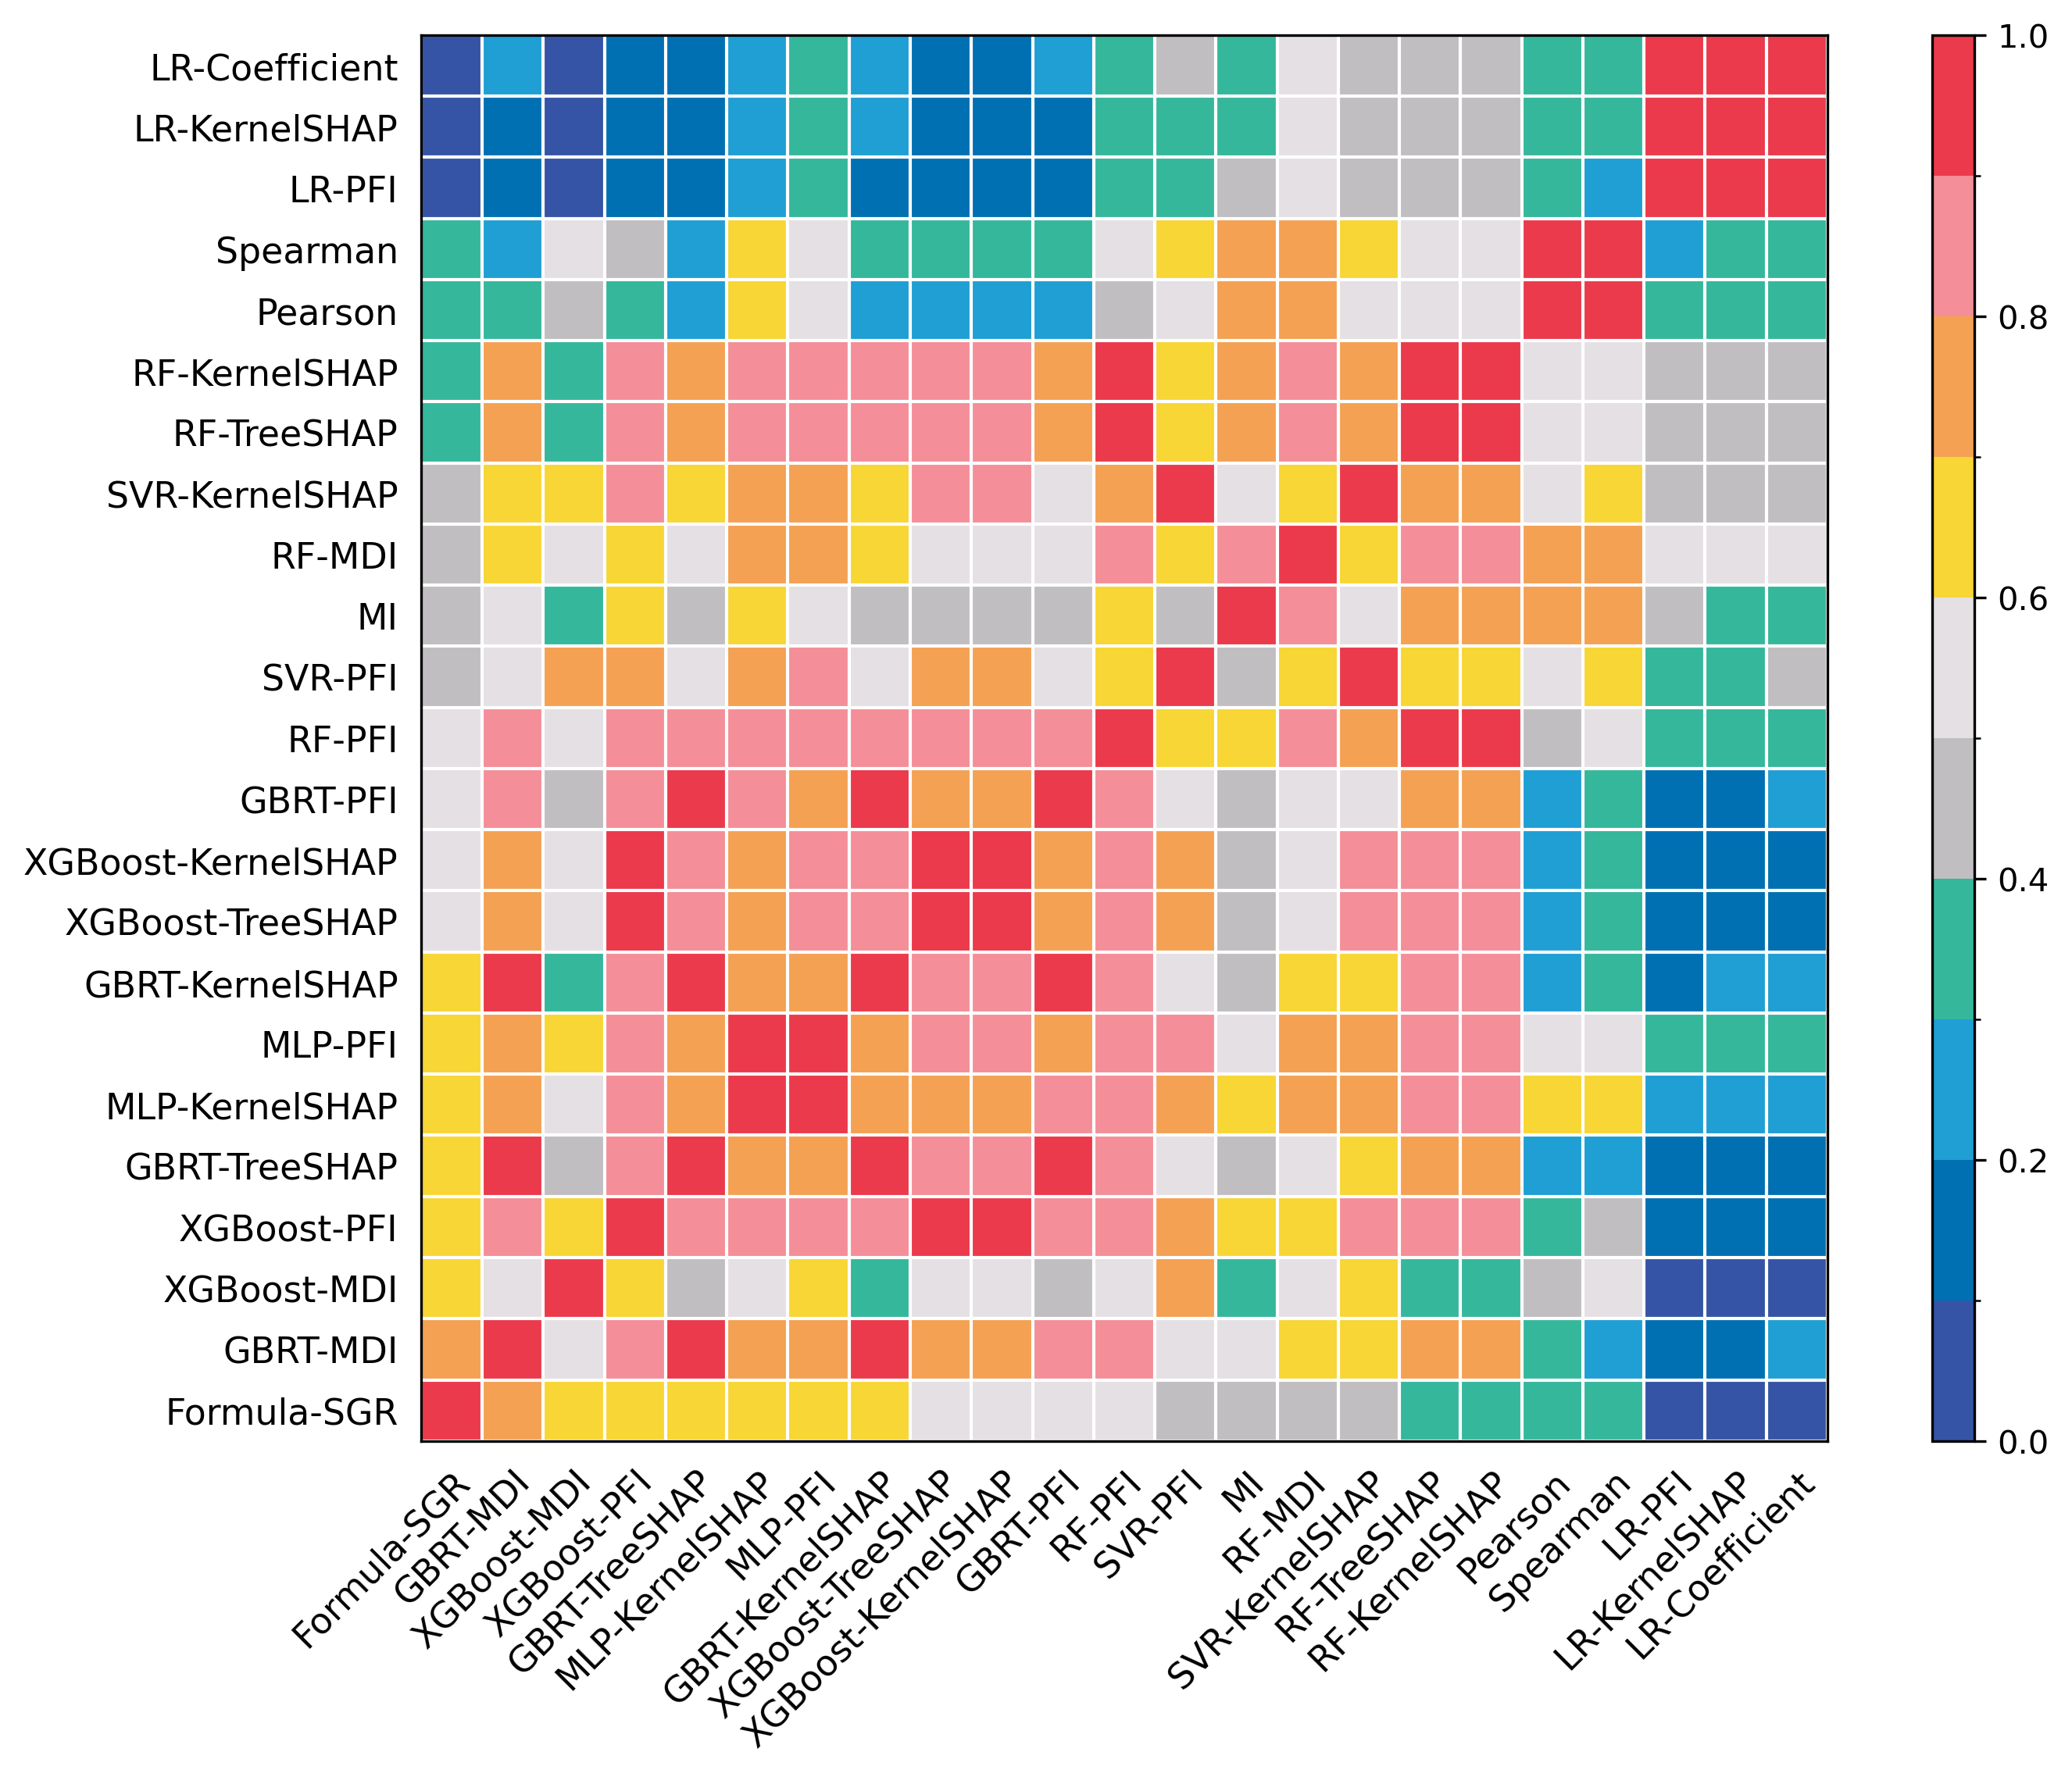 LR-Coefficient
LR-KernelSHAP
LR-PFI
Spearman
Pearson
RF-KernelSHAP
RF-TreeSHAP
SVR-KernelSHAP
RF-MDI
MI
SVR-PFI
RF-PFI
GBRT-PFI
XGBoost-KernelSHAP
XGBoost-TreeSHAP
GBRT-KernelSHAP
MLP-PFI
MLP-KernelSHAP
GBRT-TreeSHAP
XGBoost-PFI
XGBoost-MDI
GBRT-MDI
Formula-SGR
Formula-SGR
GBRT-MDI
XGBoost-MDI
XGBoost-PFI
GBRT-TreeSHAP
MLP-KernelSHAP
MLP-PFI
GBRT-KernelSHAP
XGBoost-TreeSHAP
XGBoost-KernelSHAP
GBRT-PFI
RF-PFI
SVR-PFI
MI
RF-MDI
SVR-KernelSHAP
RF-TreeSHAP
RF-KernelSHAP
Pearson
Spearman
LR-PFI
LR-KernelSHAP
LR-Coefficient
1.0
0.8
0.6
0.4
0.2
0.0